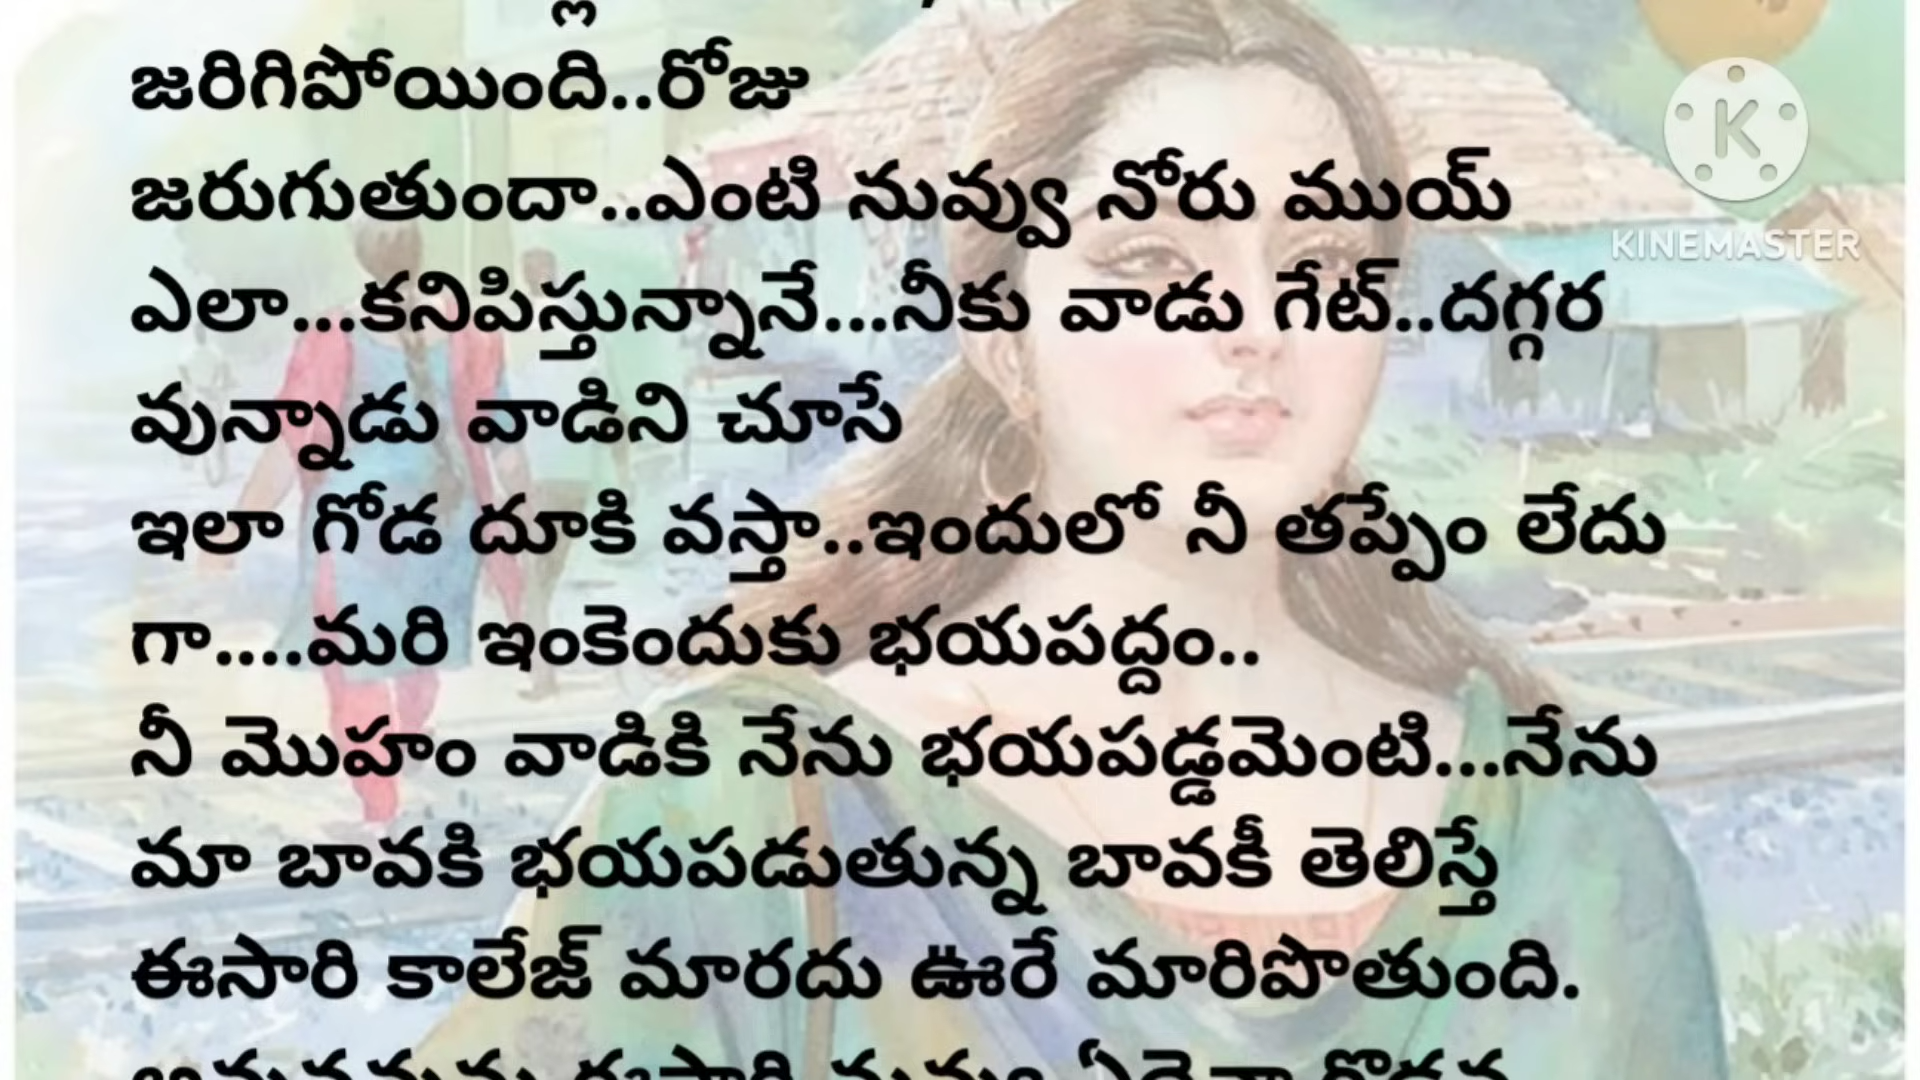 జరిగిపోయింది..రోజు
జరుగుతుందా..ఎంటి నువ్వు నోరు ముయ్
ఎలా...కనిపిస్తున్నానే...నీకు వాడు గేట్..దగ్గర
వున్నాడు వాడిని చూసే
ఇలా గోడ దూకి వస్తా..ఇందులో నీ తప్పేం లేదు
గా....మరి ఇంకెందుకు భయపద్దం..
నీ మొహం వాడికి నేను భయపడ్డమెంటి...నేను
మా బావకి భయపడుతున్న బావకీ తెలిస్తే
ఈసారి కాలేజ్ మారదు ఊరే మారిపొతుంది.
K
KINEMASTER